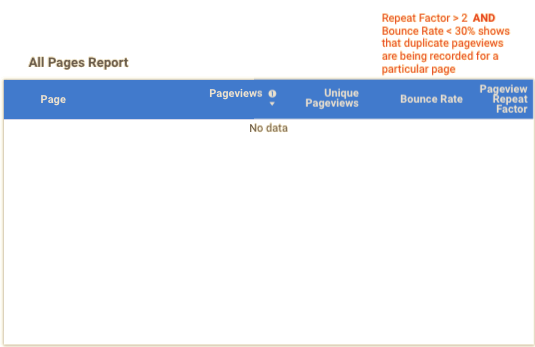 Repeat Factor > 2 AND
Bounce Rate < 30% shows
that duplicate pageviews
are being recorded for a
particular page
All Pages Report
Page
Pageviews
Unique
Pageviews
Bounce Rate
Pageview
Repeat
Factor
No data